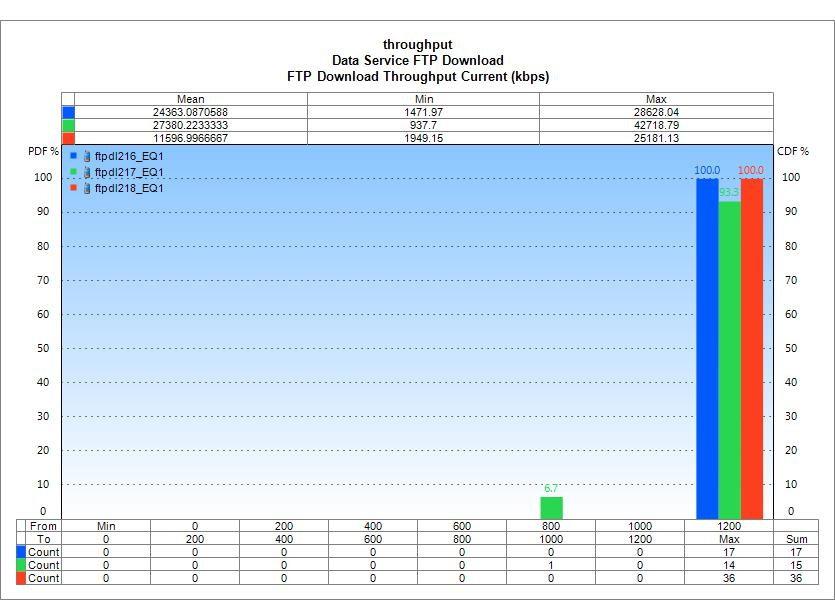 throughput
Data Service FTP Download
FTP Download Throughput Current (kbps)
Mean Min Max
24363.0870588 1471.97 28628.04
27380.2233333 937.7 42718.79
11596.9966667 1949.15 25181.13
PDF % CDF %
ftpdl216_EQ1
ftpdl217_EQ1
ftpdl218_EQ1
100.0 93.3 100.0
100 100
90 90
80 80
70 70
60 60
50 50
40 40
30 30
20 20
10 10
6.7
0 0
From Min 0 200 400 600 800 1000 1200
To 0 200 400 600 800 1000 1200 Max Sum
Count 0 0 0 0 0 0 0 17 17
Count 0 0 0 0 0 1 0 14 15
Count 0 0 0 0 0 0 0 36 36